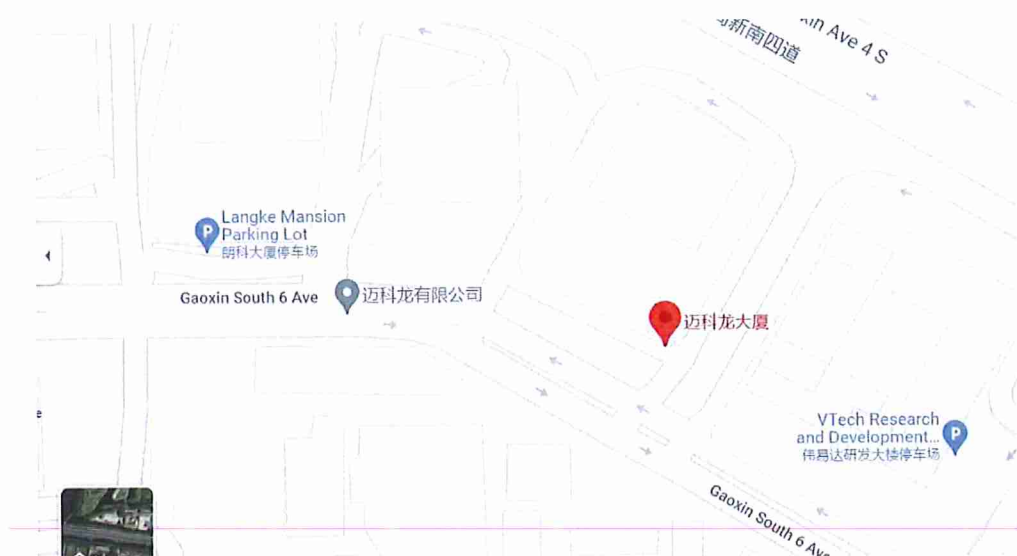 xin Ave 4 S
新南四道
Langke Mansion
Parking Lot
朗科大厦停车场
Gaoxin South 6 Ave
迈科龙有限公司
迈科龙大厦
VTech Research
and Development...
伟易达研发大楼停车场
Gaoxin South 6 Ave